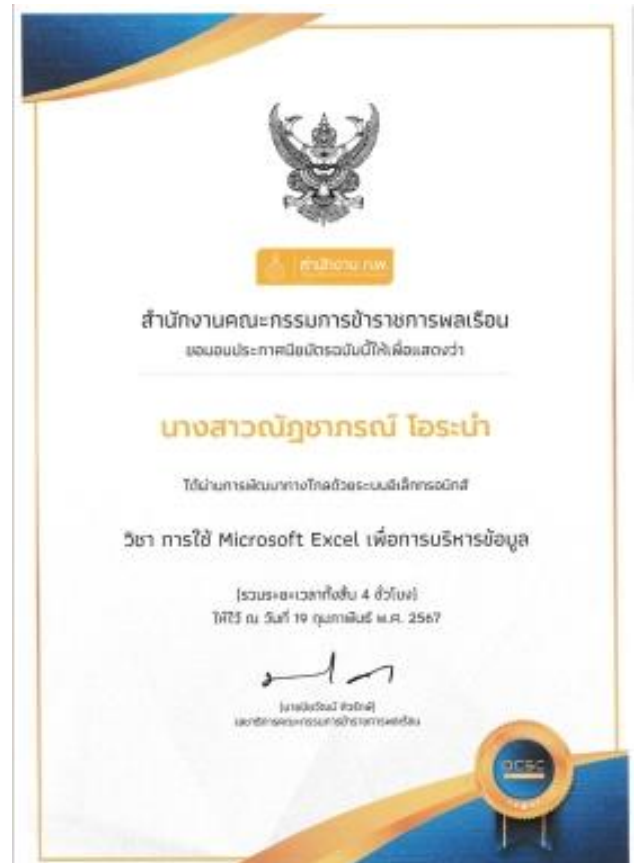 สำนักงาน ก.พ.
สำนักงานคณะกรรมการข้าราชการพลเรือน
ขอมอบประกาศนียบัตรฉบับนี้ให้เพื่อแสดงว่า
นางสาวณัฏชาภรณ์ โอระนำ
ได้ผ่านการพัฒนาทางไกลด้วยระบบอิเล็กทรอนิกส์
วิชา การใช้ Microsoft Excel เพื่อการบริหารข้อมูล
(รวมระยะเวลาทั้งสิ้น 4 ชั่วโมง)
ให้ไว้ ณ วันที่ 19 กุมภาพันธ์ พ.ศ. 2567
เลขาธิการคณะกรรมการข้าราชการพลเรือน
OCSC